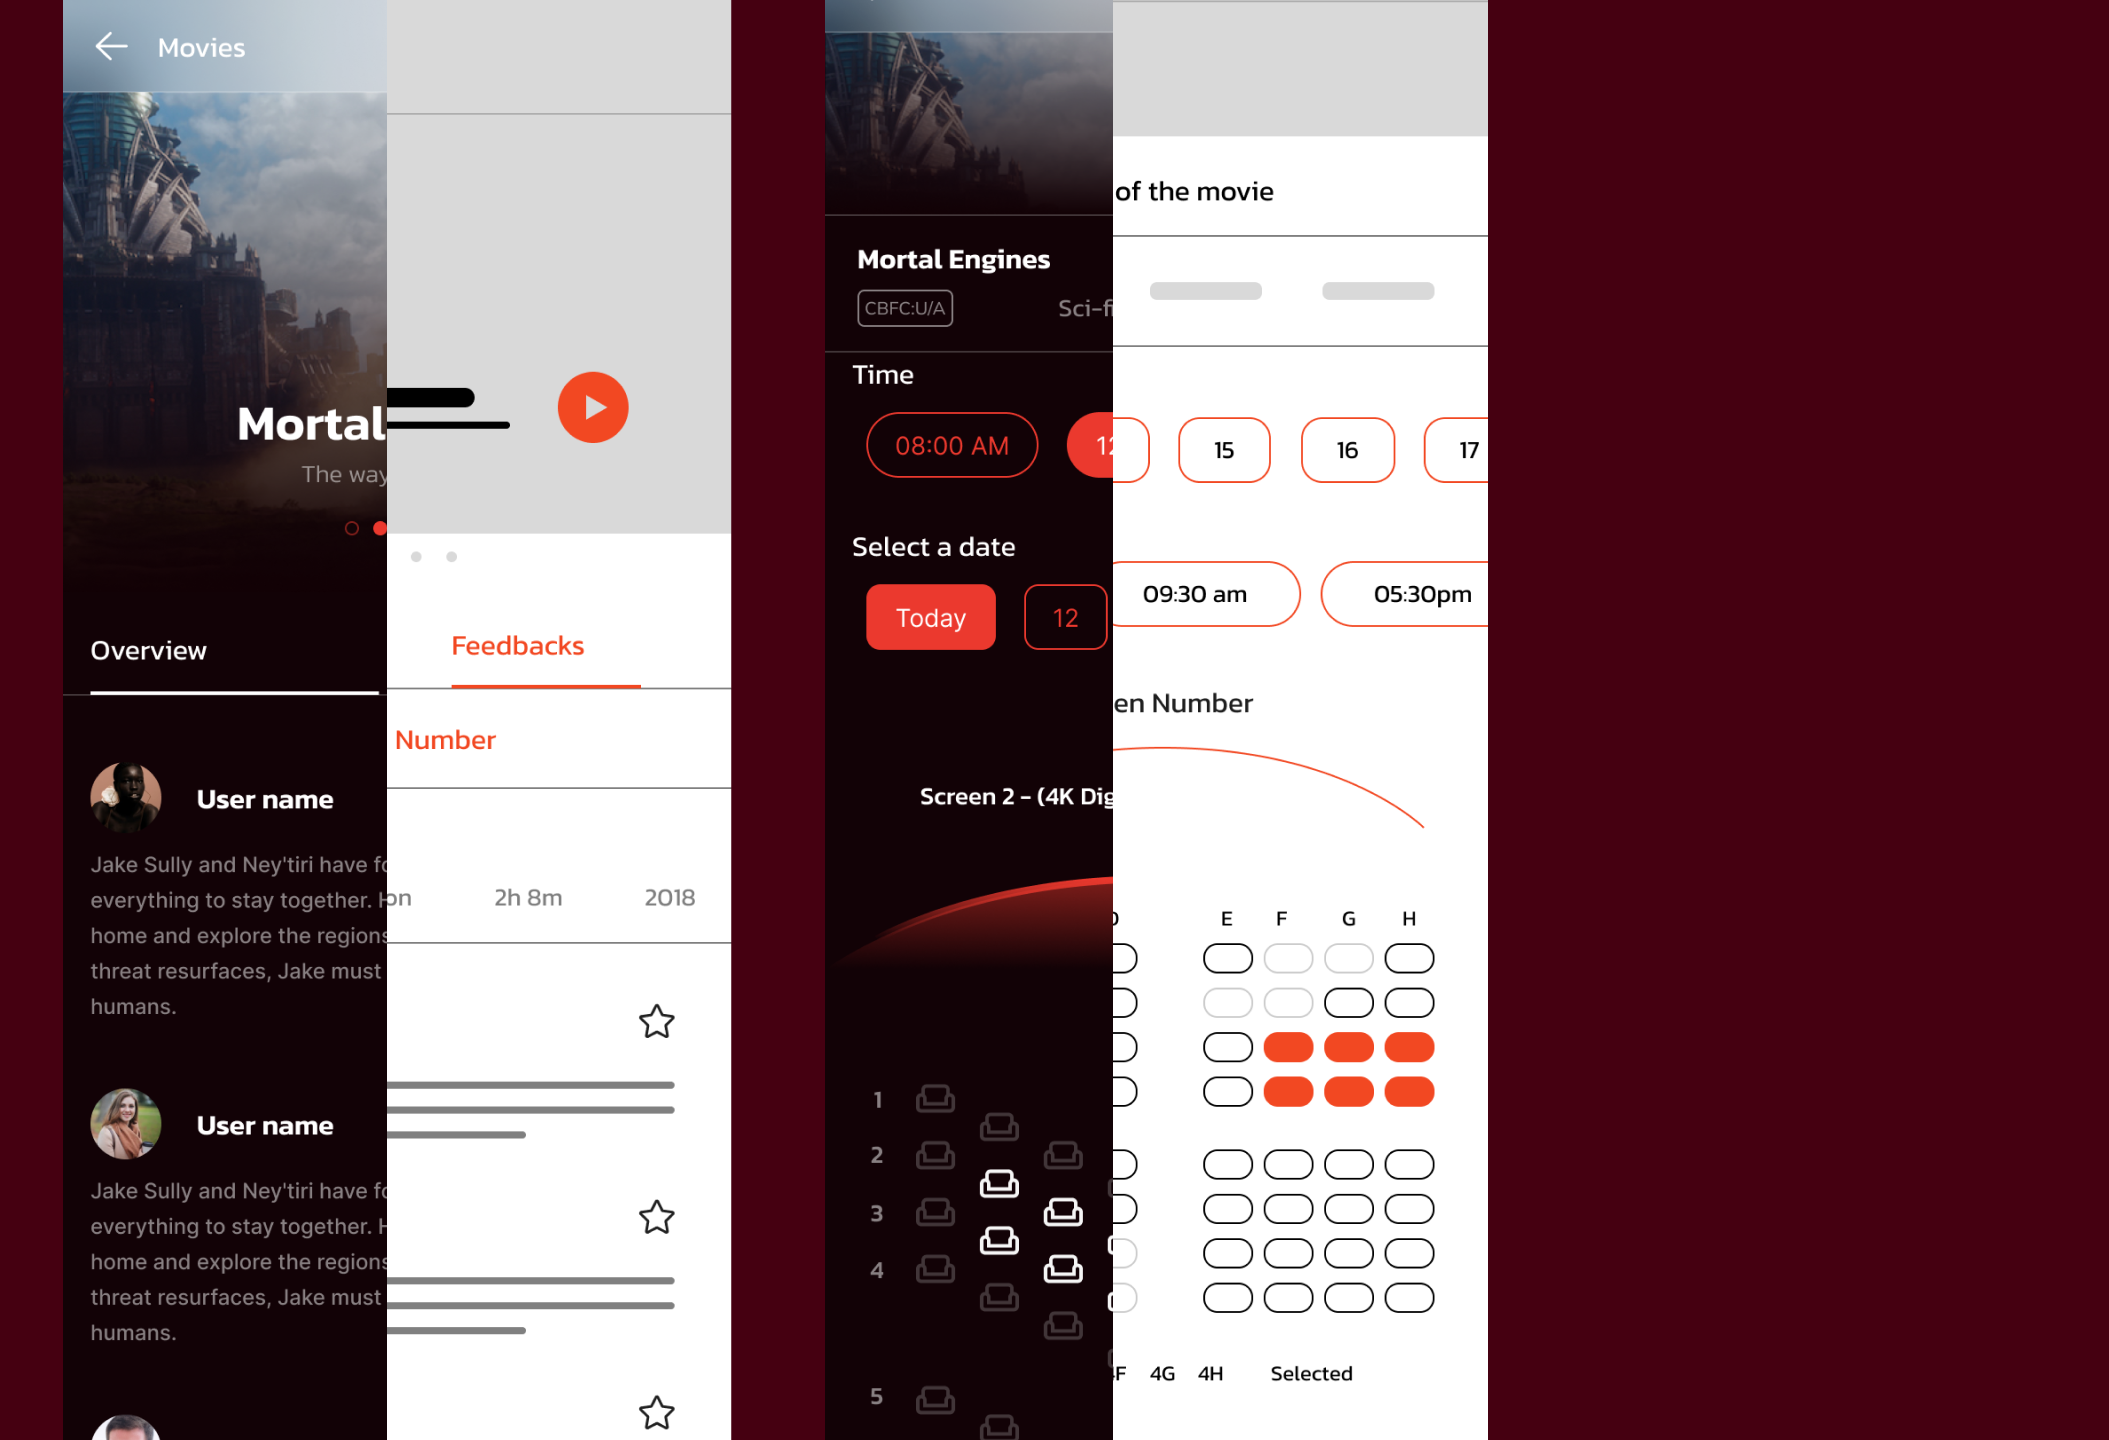 Movies
Mortal
The way
Overview
Feedbacks
Number
User name
Jake Sully and Ney'tiri have fo
everything to stay together. H
home and explore the regions
threat resurfaces, Jake must
humans.
on
2h 8m
2018
User name
Jake Sully and Ney'tiri have fo
everything to stay together. H
home and explore the regions
threat resurfaces, Jake must
humans.
of the movie
Mortal Engines
CBFC:U/A
Sci-fi
Time
08:00 AM
12
15
16
17
Select a date
Today
12
09:30 am
05:30pm
en Number
Screen 2 - (4K Dig
E F G H
1
2
3
4
5
4G 4H Selected